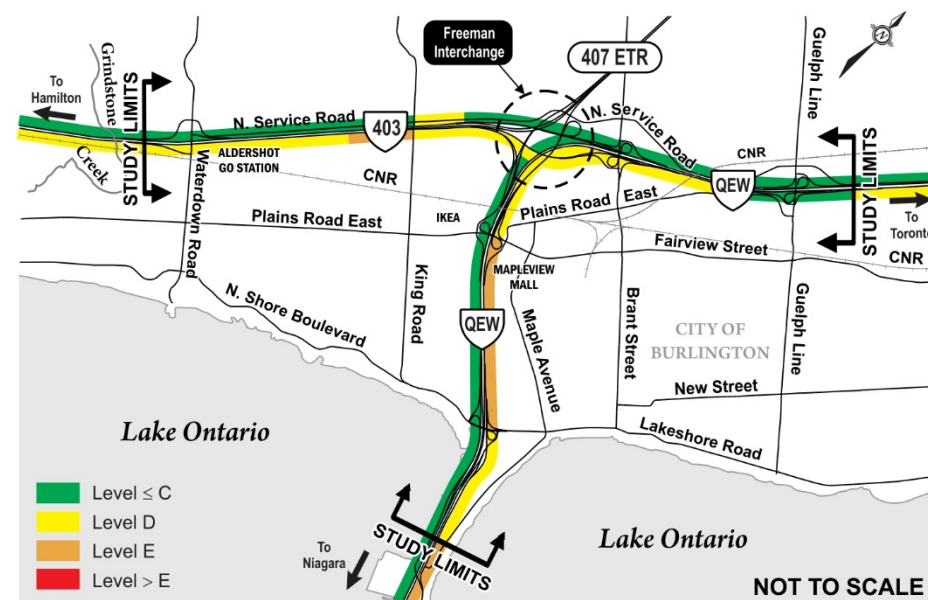 Freeman
Interchange
407 ETR
N
To
Hamilton
Grindstone
Creek
STUDY LIMITS
N. Service Road
403
IN. Service Road
Guelph Line
CNR
STUDY LIMITS
ALDERSHOT
GO STATION
CNR
Waterdown Road
QEW
To
Toronto
Plains Road East
IKEA
Plains Road East
Fairview Street
CNR
King Road
MAPLEVIEW
MALL
N. Shore Boulevard
QEW
Maple Avenue
Brant Street
CITY OF
BURLINGTON
Guelph Line
New Street
Lakeshore Road
Lake Ontario
Level ≤ C
Level D
Level E
Level > E
To
Niagara
STUDY LIMITS
Lake Ontario
NOT TO SCALE